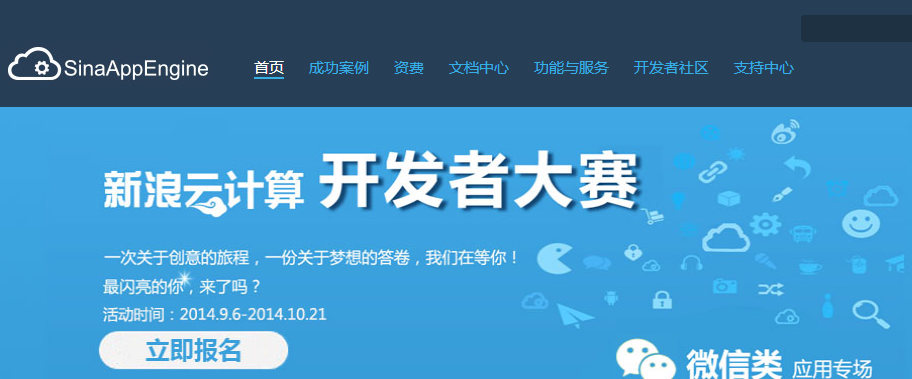 SinaAppEngine 首页 成功案例 资费 文档中心 功能与服务 开发者社区 支持中心
新浪云计算 开发者大赛
一次关于创意的旅程，一份关于梦想的答卷，我们在等你！
最闪亮的你，来了吗？
活动时间：2014.9.6-2014.10.21
立即报名
微信类 应用专场